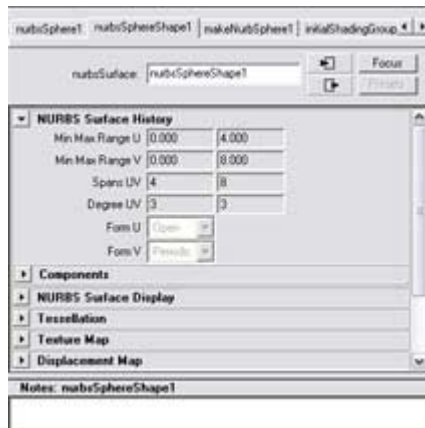 nurbsSphere1 nurbsSphereShape1 makeNurbSphere1 initialShadingGroup
nurbsSurface: nurbsSphereShape1
Focus
Presets
NURBS Surface History
Min Max Range U 0.000 4.000
Min Max Range V 0.000 8.000
Spans UV 4 8
Degree UV 3 3
Form U Open
Form V Periodic
Components
NURBS Surface Display
Tessellation
Texture Map
Displacement Map
Notes: nurbsSphereShape1